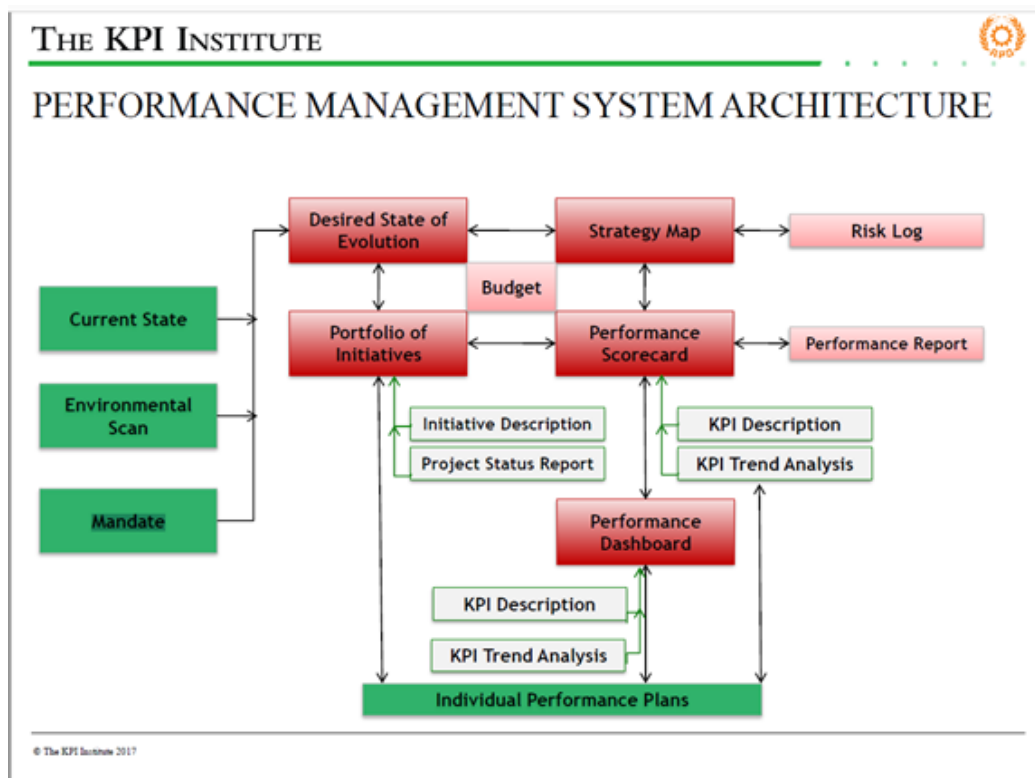 THE KPI INSTITUTE
RPG
PERFORMANCE MANAGEMENT SYSTEM ARCHITECTURE
Desired State of
Evolution
Strategy Map
Risk Log
Budget
Current State
Portfolio of
Initiatives
Performance
Scorecard
Performance Report
Environmental
Scan
Initiative Description
KPI Description
Project Status Report
KPI Trend Analysis
Mandate
Performance
Dashboard
KPI Description
KPI Trend Analysis
Individual Performance Plans
© The KPI Institute 2017